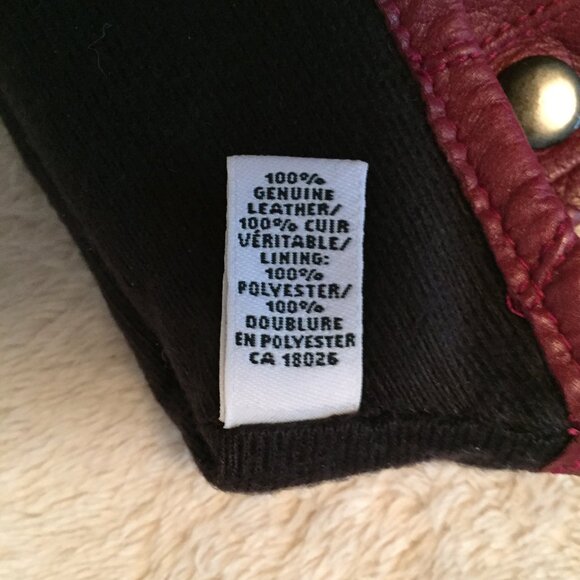 100%
GENUINE
LEATHER/
100% CUIR
VÉRITABLE/
LINING:
100%
POLYESTER/
100%
DOUBLURE
EN POLYESTER
CA 18026